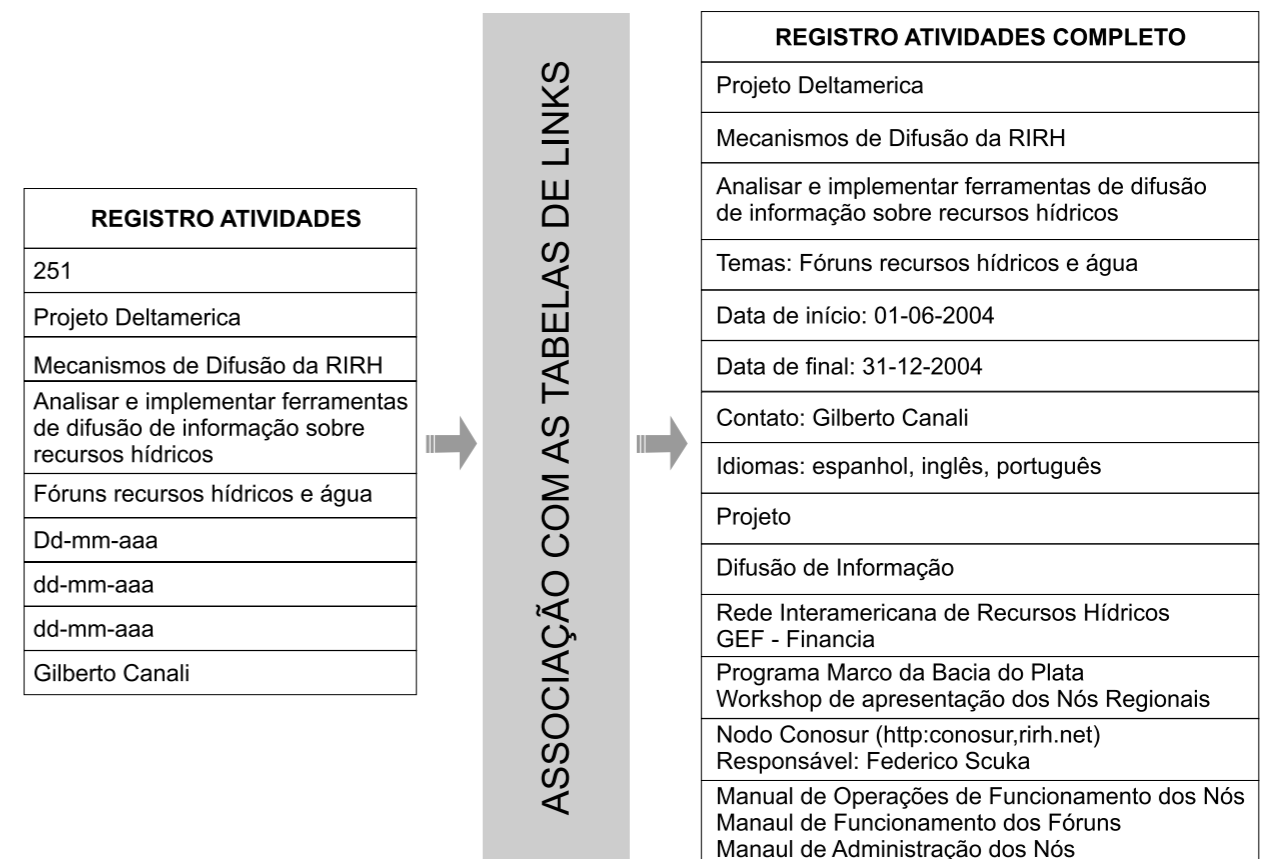 REGISTRO ATIVIDADES
251
Projeto Deltamerica
Mecanismos de Difusão da RIRH
Analisar e implementar ferramentas
de difusão de informação sobre
recursos hídricos
Fóruns recursos hídricos e água
Dd-mm-aaa
dd-mm-aaa
dd-mm-aaa
Gilberto Canali
ASSOCIAÇÃO COM AS TABELAS DE LINKS
REGISTRO ATIVIDADES COMPLETO
Projeto Deltamerica
Mecanismos de Difusão da RIRH
Analisar e implementar ferramentas de difusão
de informação sobre recursos hídricos
Temas: Fóruns recursos hídricos e água
Data de início: 01-06-2004
Data de final: 31-12-2004
Contato: Gilberto Canali
Idiomas: espanhol, inglês, português
Projeto
Difusão de Informação
Rede Interamericana de Recursos Hídricos
GEF - Financia
Programa Marco da Bacia do Plata
Workshop de apresentação dos Nós Regionais
Nodo Conosur (http:conosur,rirh.net)
Responsável: Federico Scuka
Manual de Operações de Funcionamento dos Nós
Manaul de Funcionamento dos Fóruns
Manaul de Administração dos Nós